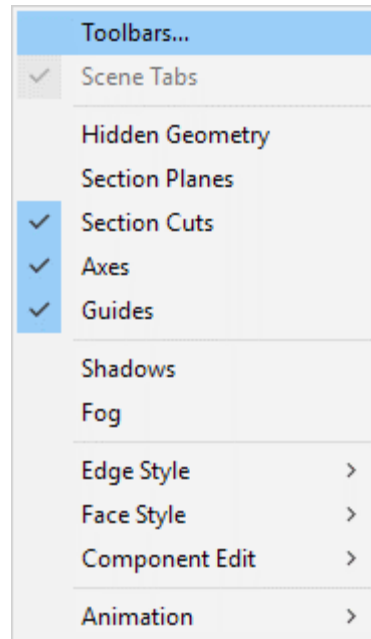 Toolbars...
Scene Tabs
Hidden Geometry
Section Planes
Section Cuts
Axes
Guides
Shadows
Fog
Edge Style
Face Style
Component Edit
Animation